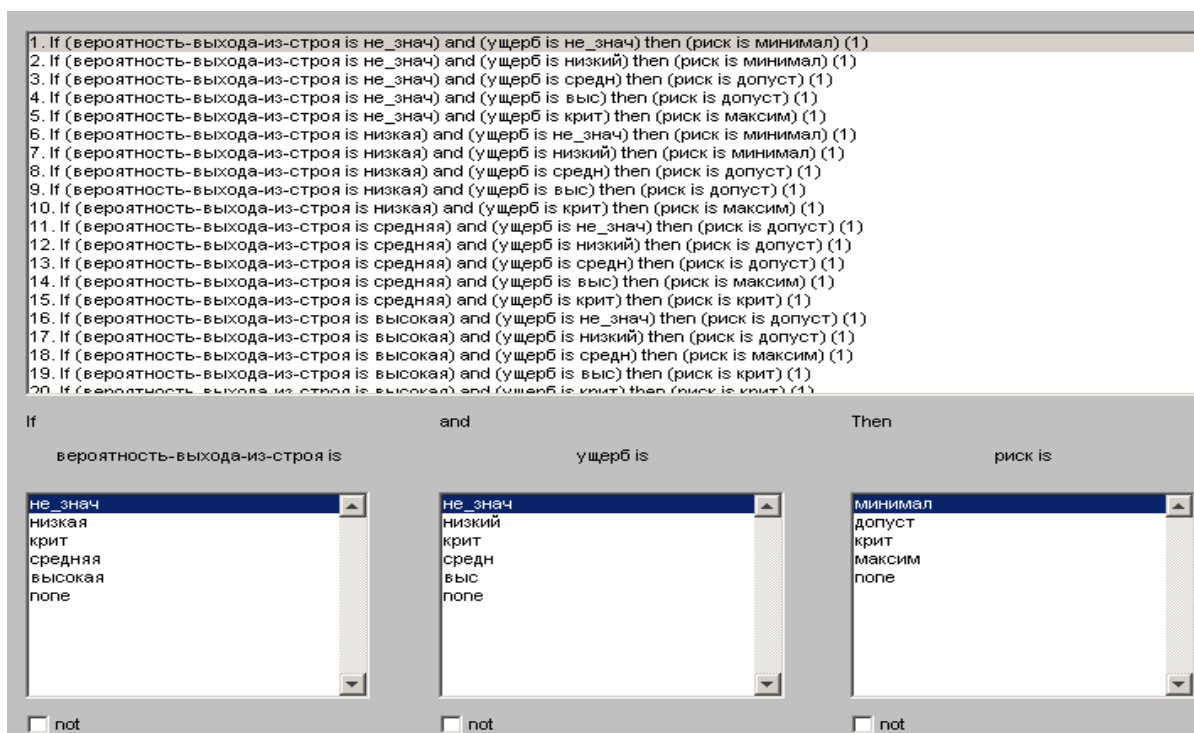 1. If (вероятность-выхода-из-строя is не_знач) and (ущерб is не_знач) then (риск is минимал) (1)
2. If (вероятность-выхода-из-строя is не_знач) and (ущерб is низкий) then (риск is минимал) (1)
3. If (вероятность-выхода-из-строя is не_знач) and (ущерб is средн) then (риск is допуст) (1)
4. If (вероятность-выхода-из-строя is не_знач) and (ущерб is выс) then (риск is допуст) (1)
5. If (вероятность-выхода-из-строя is не_знач) and (ущерб is крит) then (риск is максим) (1)
6. If (вероятность-выхода-из-строя is низкая) and (ущерб is не_знач) then (риск is минимал) (1)
7. If (вероятность-выхода-из-строя is низкая) and (ущерб is низкий) then (риск is минимал) (1)
8. If (вероятность-выхода-из-строя is низкая) and (ущерб is средн) then (риск is допуст) (1)
9. If (вероятность-выхода-из-строя is низкая) and (ущерб is выс) then (риск is допуст) (1)
10. If (вероятность-выхода-из-строя is низкая) and (ущерб is крит) then (риск is максим) (1)
11. If (вероятность-выхода-из-строя is средняя) and (ущерб is не_знач) then (риск is допуст) (1)
12. If (вероятность-выхода-из-строя is средняя) and (ущерб is низкий) then (риск is допуст) (1)
13. If (вероятность-выхода-из-строя is средняя) and (ущерб is средн) then (риск is допуст) (1)
14. If (вероятность-выхода-из-строя is средняя) and (ущерб is выс) then (риск is максим) (1)
15. If (вероятность-выхода-из-строя is средняя) and (ущерб is крит) then (риск is крит) (1)
16. If (вероятность-выхода-из-строя is высокая) and (ущерб is не_знач) then (риск is допуст) (1)
17. If (вероятность-выхода-из-строя is высокая) and (ущерб is низкий) then (риск is допуст) (1)
18. If (вероятность-выхода-из-строя is высокая) and (ущерб is средн) then (риск is максим) (1)
19. If (вероятность-выхода-из-строя is высокая) and (ущерб is выс) then (риск is крит) (1)
20. If (вероятность-выхода-из-строя is высокая) and (ущерб is крит) then (риск is крит) (1)
If and Then
вероятность-выхода-из-строя is ущерб is риск is
не_знач
низкая
крит
средняя
высокая
none
не_знач
низкий
крит
средн
выс
none
минимал
допуст
крит
максим
none
not not not